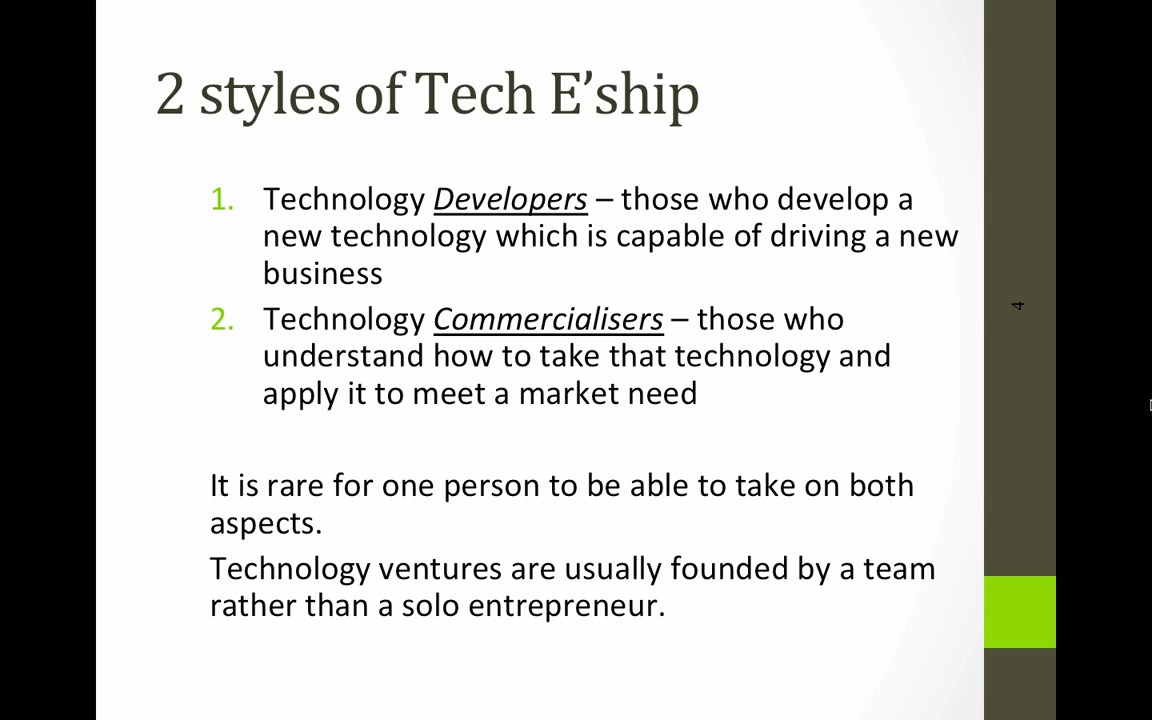 2 styles of Tech E’ship
1. Technology Developers – those who develop a
new technology which is capable of driving a new
business
2. Technology Commercialisers – those who
understand how to take that technology and
apply it to meet a market need
It is rare for one person to be able to take on both
aspects.
Technology ventures are usually founded by a team
rather than a solo entrepreneur.
4